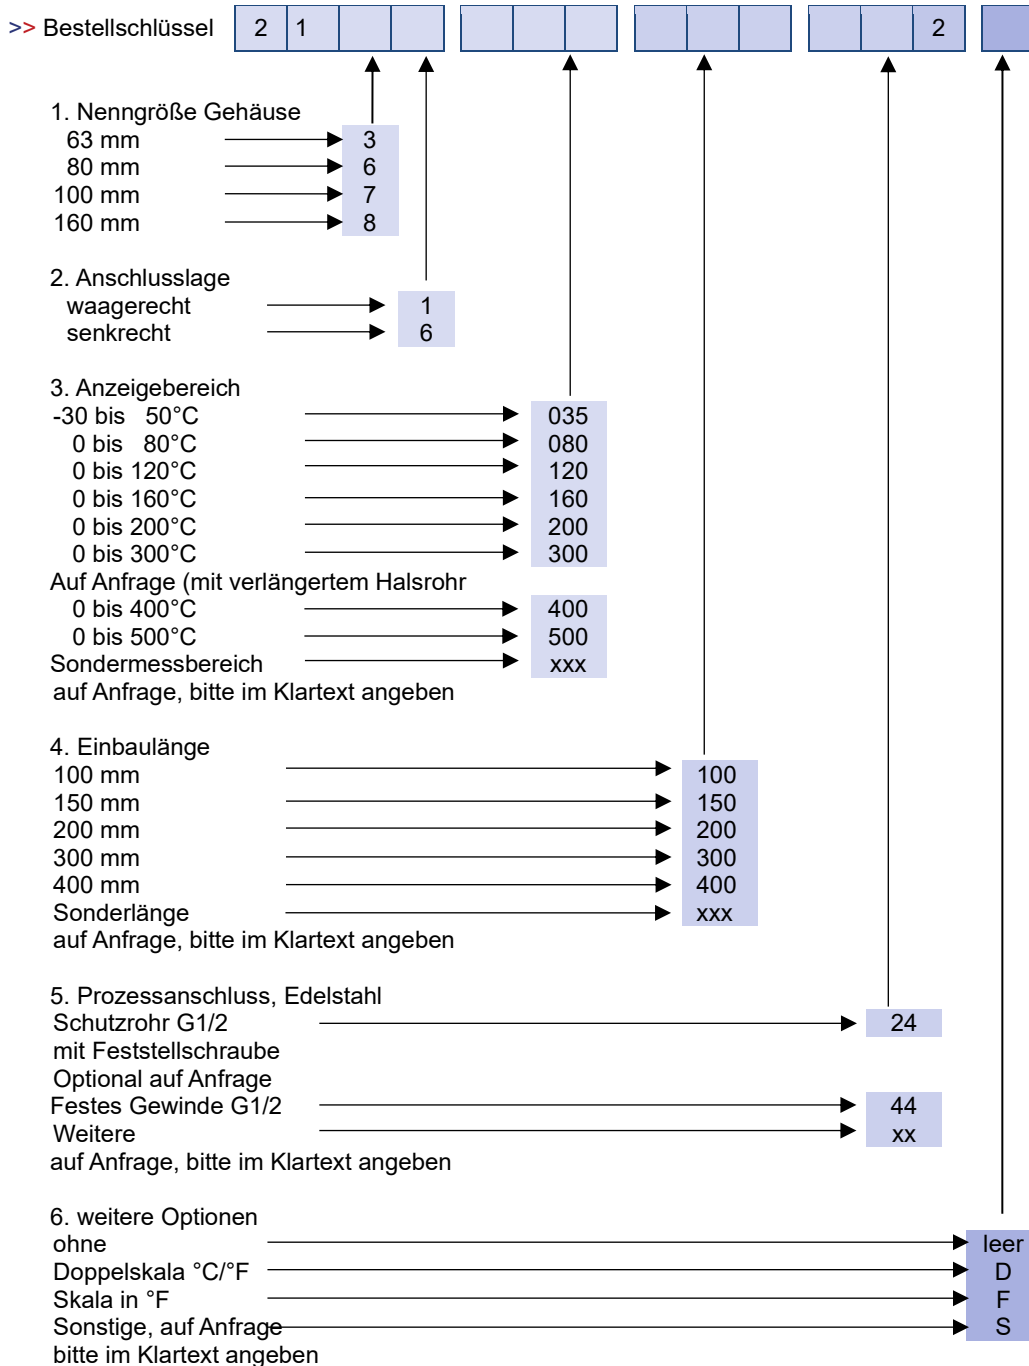 >> Bestellschlüssel 2 1 2
1. Nenngröße Gehäuse
63 mm 3
80 mm 6
100 mm 7
160 mm 8
2. Anschlusslage
waagerecht 1
senkrecht 6
3. Anzeigebereich
-30 bis 50°C 035
0 bis 80°C 080
0 bis 120°C 120
0 bis 160°C 160
0 bis 200°C 200
0 bis 300°C 300
Auf Anfrage (mit verlängertem Halsrohr
0 bis 400°C 400
0 bis 500°C 500
Sondermessbereich xxx
auf Anfrage, bitte im Klartext angeben
4. Einbaulänge
100 mm 100
150 mm 150
200 mm 200
300 mm 300
400 mm 400
Sonderlänge xxx
auf Anfrage, bitte im Klartext angeben
5. Prozessanschluss, Edelstahl
Schutzrohr G1/2 24
mit Feststellschraube
Optional auf Anfrage
Festes Gewinde G1/2 44
Weitere xx
auf Anfrage, bitte im Klartext angeben
6. weitere Optionen
ohne leer
Doppelskala °C/°F D
Skala in °F F
Sonstige, auf Anfrage S
bitte im Klartext angeben